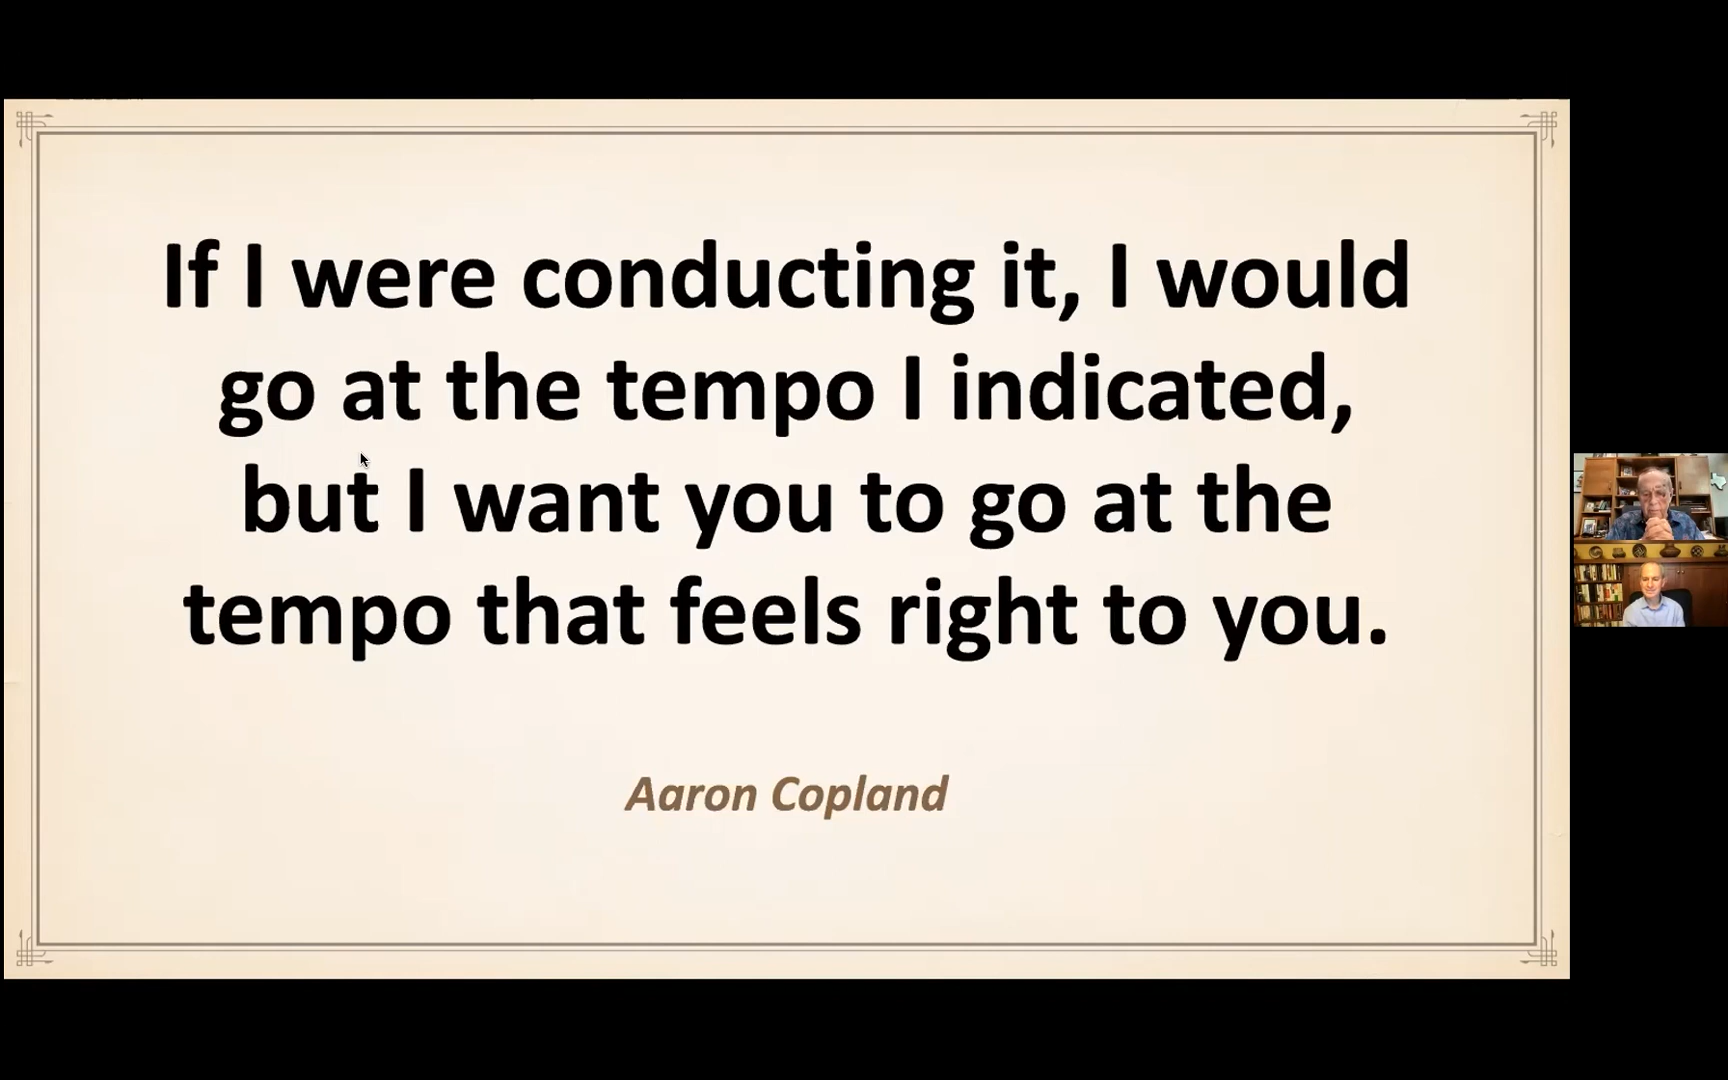 If I were conducting it, I would
go at the tempo I indicated,
but I want you to go at the
tempo that feels right to you.
Aaron Copland